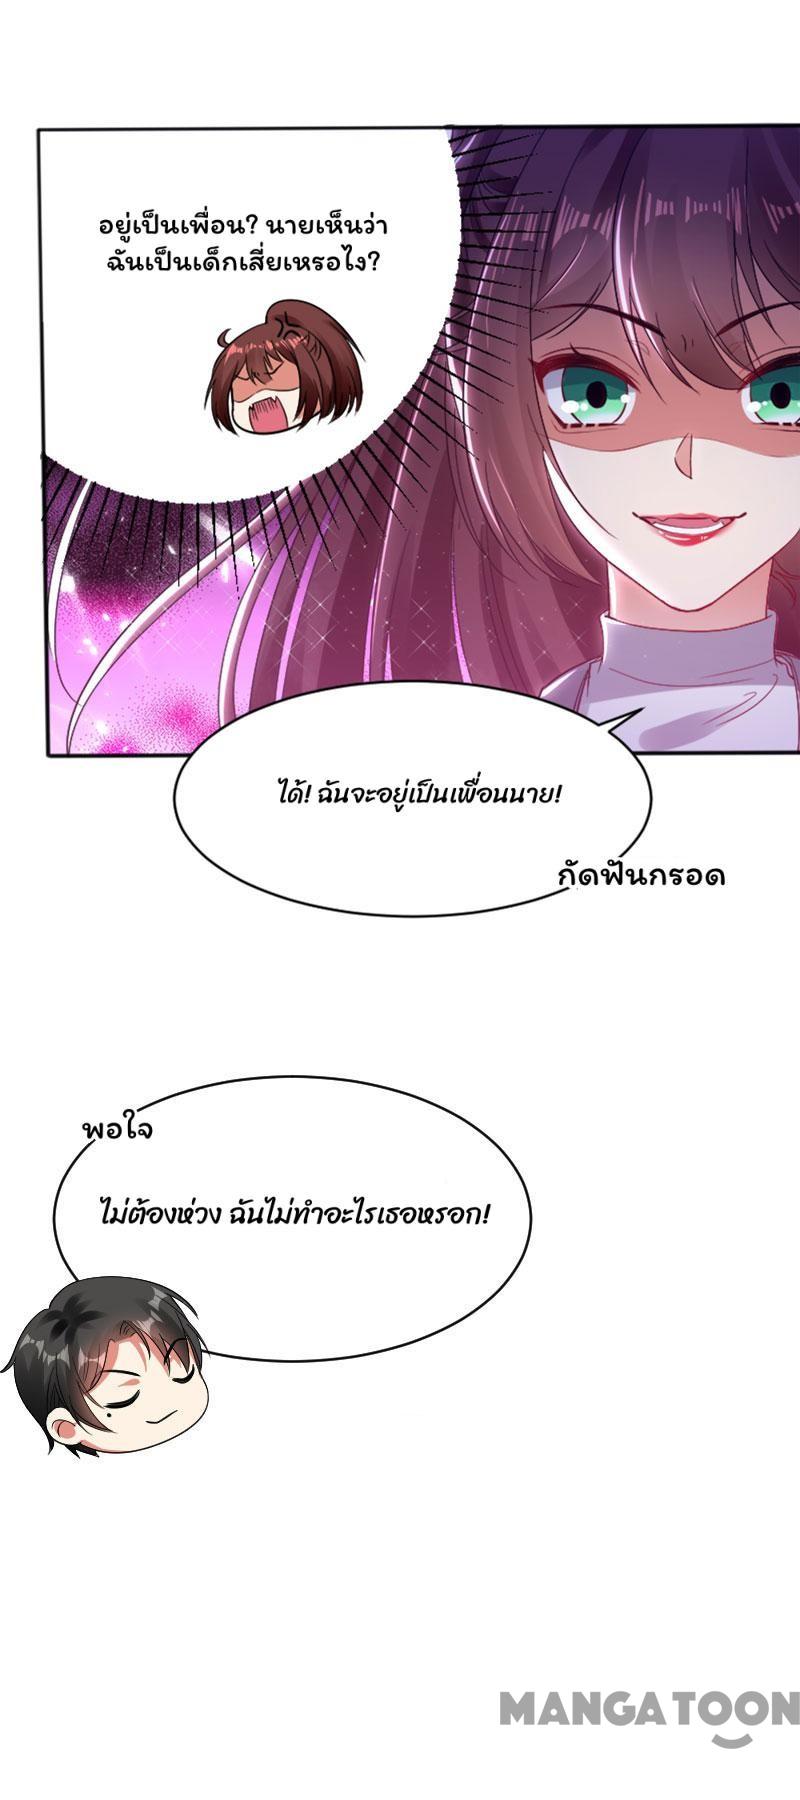 อยู่เป็นเพื่อน? นายเห็นว่า
ฉันเป็นเด็กเสี่ยเหรอไง?
ได้! ฉันจะอยู่เป็นเพื่อนนาย!
กัดฟันกรอด
พอใจ
ไม่ต้องห่วง ฉันไม่ทำอะไรเธอหรอก!
MANGATOON